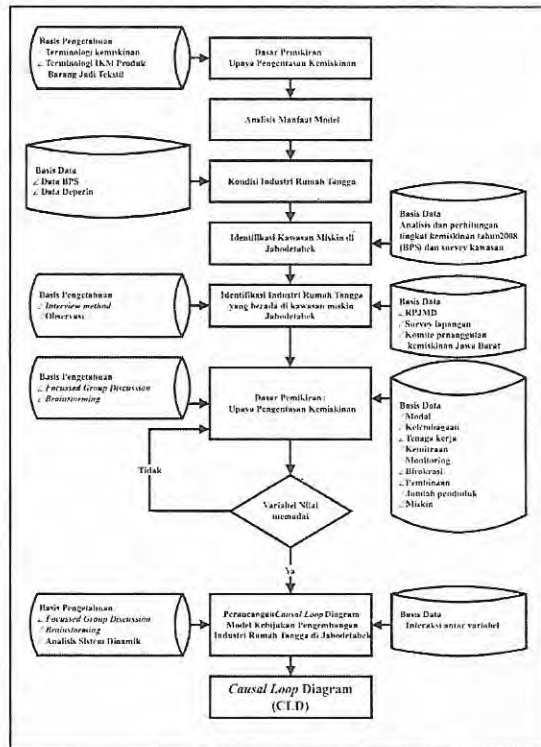 Basis Pengetahuan
Terminologi kemiskinan
Terminologi IKM Produk
Barang Jadi Tekstil
Dasar Pemikiran
Upaya Pengentasan Kemiskinan
Analisis Manfaat Model
Basis Data
Data BPS
Data Deperin
Kondisi Industri Rumah Tangga
Identifikasi Kawasan Miskin di
Jabodetabek
Basis Data
Analisis dan perhitungan
tingkat kemiskinan tahun2008
(BPS) dan survey kawasan
Basis Pengetahuan
Interview method
Observasi
Identifikasi Industri Rumah Tangga
yang berada di kawasan miskin
Jabodetabek
Basis Data
RPJMD
Survey lapangan
Komite penanggulan
kemiskinan Jawa Barat
Basis Pengetahuan
Focussed Group Discussion
Brainstorming
Dasar Pemikiran :
Upaya Pengentasan Kemiskinan
Basis Data
Modal
Kelembagaan
Tenaga kerja
Kemitraan
Monitoring
Birokrasi
Pembinaan
Jumlah penduduk
Miskin
Tidak
Variabel Nilai
memadai
Ya
Basis Pengetahuan
Focussed Group Discussion
Brainstorming
Analisis Sistem Dinamik
Perancangan Causal Loop Diagram
Model Kebijakan Pengembangan
Industri Rumah Tangga di Jabodetabek
Basis Data
Interaksi antar variabel
Causal Loop Diagram
(CLD)